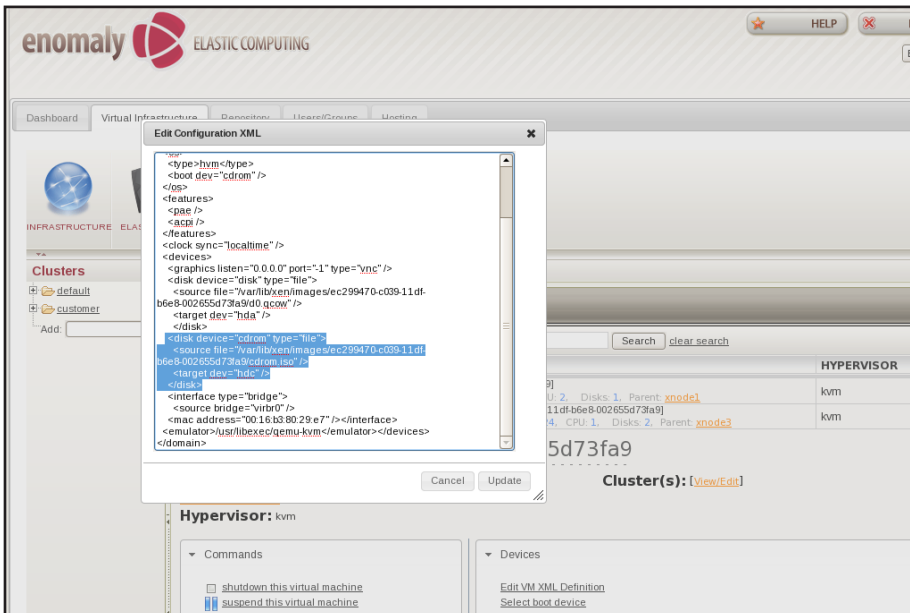 enomaly ELASTIC COMPUTING
HELP
Dashboard
Virtual Infrastructure
Repository
Users/Groups
Hosting
Edit Configuration XML
<type>hvm</type>
<boot dev="cdrom" />
</os>
<features>
<pae />
<acpi />
</features>
<clock sync="localtime" />
<devices>
<graphics listen="0.0.0.0" port="-1" type="vnc" />
<disk device="disk" type="file">
<source file="/var/lib/xen/images/ec299470-c039-11df-
b6e8-002655d73fa9/d0.qcow" />
<target dev="hda" />
</disk>
<disk device="cdrom" type="file">
<source file="/var/lib/xen/images/ec299470-c039-11df-
b6e8-002655d73fa9/cdrom.iso" />
<target dev="hdc" />
</disk>
<interface type="bridge">
<source bridge="virbr0" />
<mac address="00:16:b3:80:29:e7" /></interface>
<emulator>/usr/libexec/qemu-kvm</emulator></devices>
</domain>
Cancel
Update
INFRASTRUCTURE
ELAS
Clusters
default
customer
Add:
Search
clear search
HYPERVISOR
9]
U: 2, Disks: 1, Parent: xnode1
kvm
11df-b6e8-002655d73fa9]
4, CPU: 1, Disks: 2, Parent: xnode3
kvm
5d73fa9
Cluster(s): [View/Edit]
Hypervisor: kvm
Commands
shutdown this virtual machine
suspend this virtual machine
Devices
Edit VM XML Definition
Select boot device